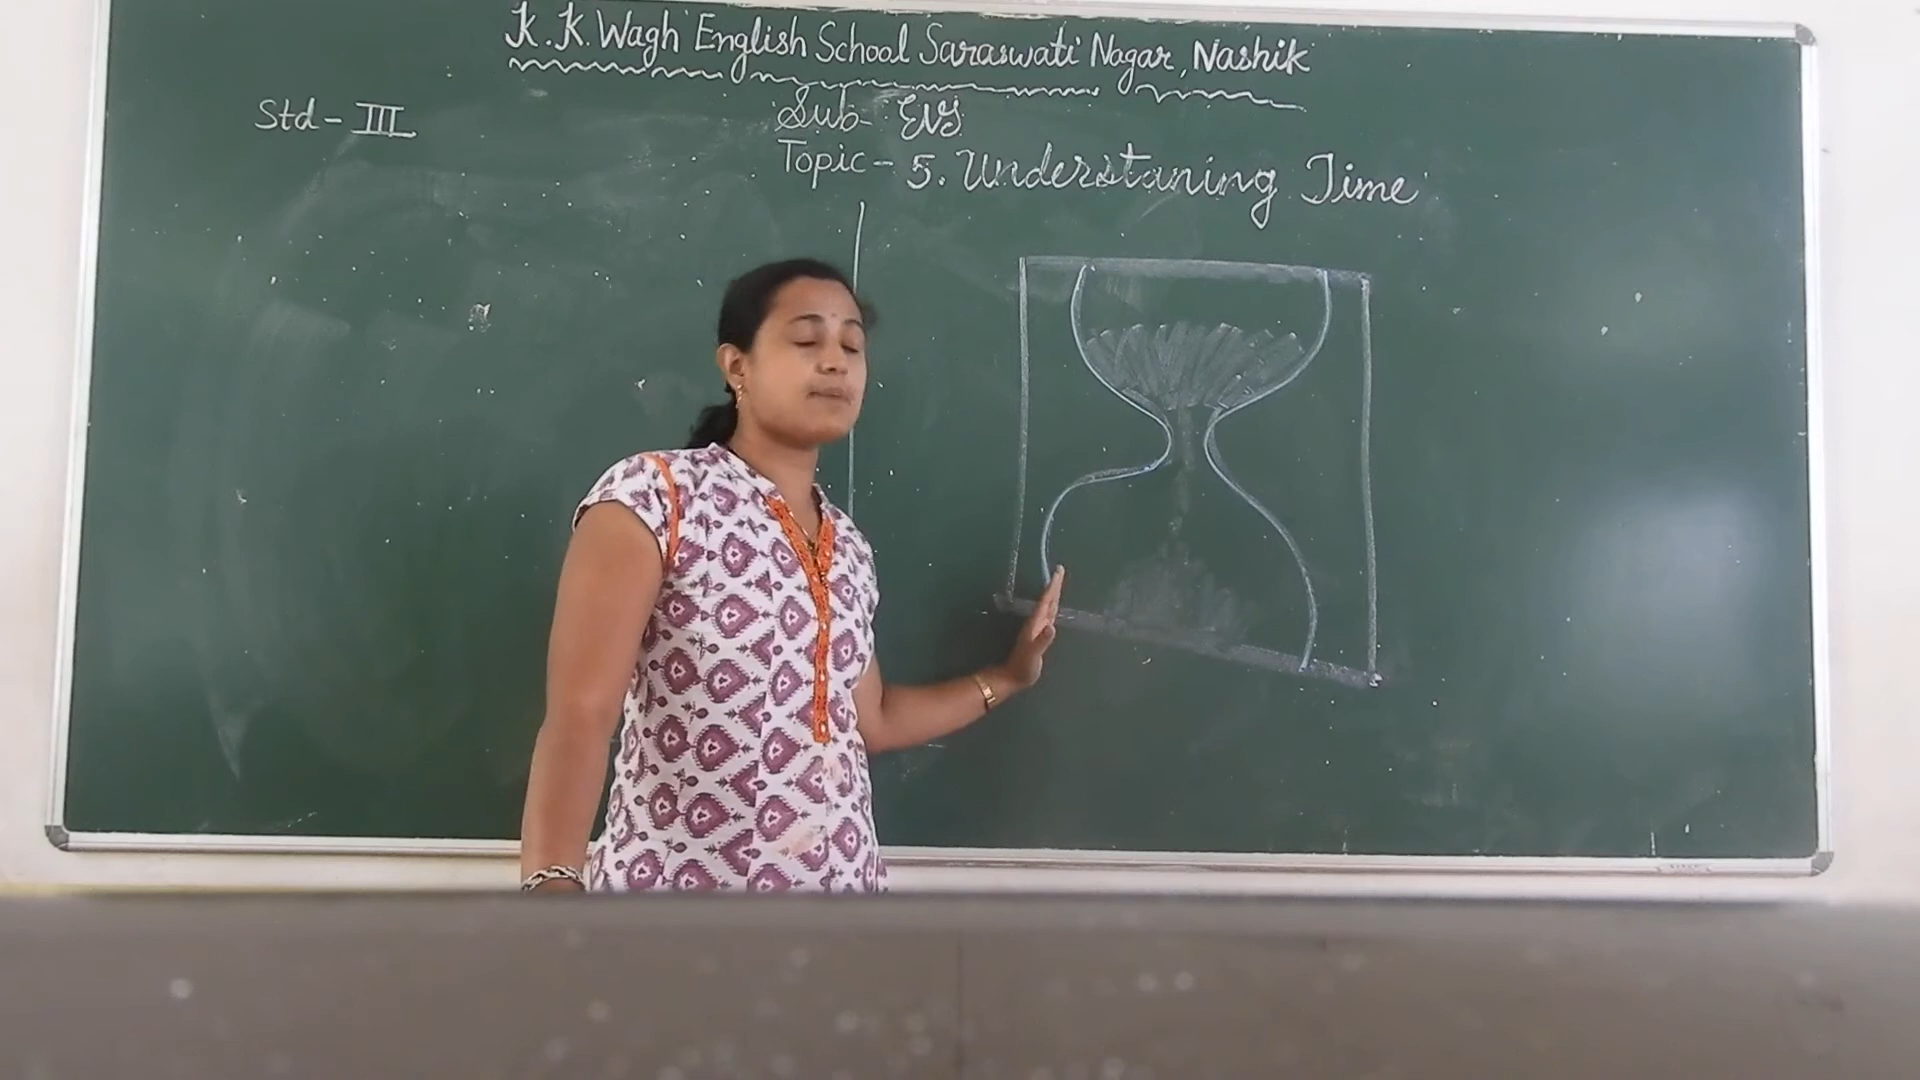 K. K. Wagh English School Saraswati Nagar, Nashik
Std - III
Sub - EVS
Topic - 5. Understaning Time